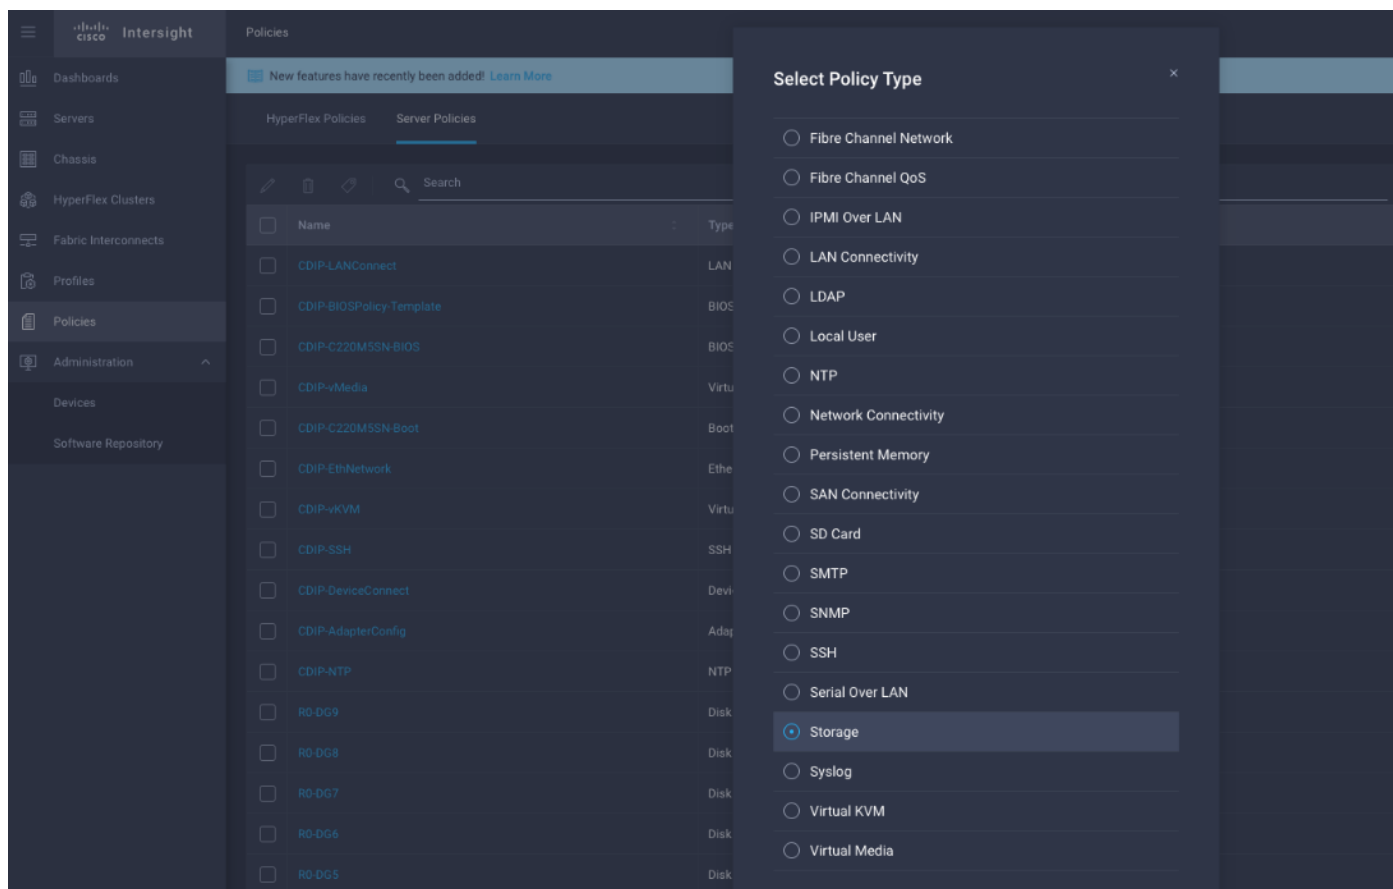 cisco Intersight
Policies
Dashboards
Servers
Chassis
HyperFlex Clusters
Fabric Interconnects
Profiles
Policies
Administration
Devices
Software Repository
New features have recently been added! Learn More
HyperFlex Policies Server Policies
Search
Name Type
CDIP-LANConnect LAN
CDIP-BIOSPolicy-Template BIOS
CDIP-C220M5SN-BIOS BIOS
CDIP-vMedia Virtu
CDIP-C220M5SN-Boot Boot
CDIP-EthNetwork Ethe
CDIP-vKVM Virtu
CDIP-SSH SSH
CDIP-DeviceConnect Devi
CDIP-AdapterConfig Adap
CDIP-NTP NTP
R0-DG9 Disk
R0-DG8 Disk
R0-DG7 Disk
R0-DG6 Disk
R0-DG5 Disk
Select Policy Type
Fibre Channel Network
Fibre Channel QoS
IPMI Over LAN
LAN Connectivity
LDAP
Local User
NTP
Network Connectivity
Persistent Memory
SAN Connectivity
SD Card
SMTP
SNMP
SSH
Serial Over LAN
Storage
Syslog
Virtual KVM
Virtual Media